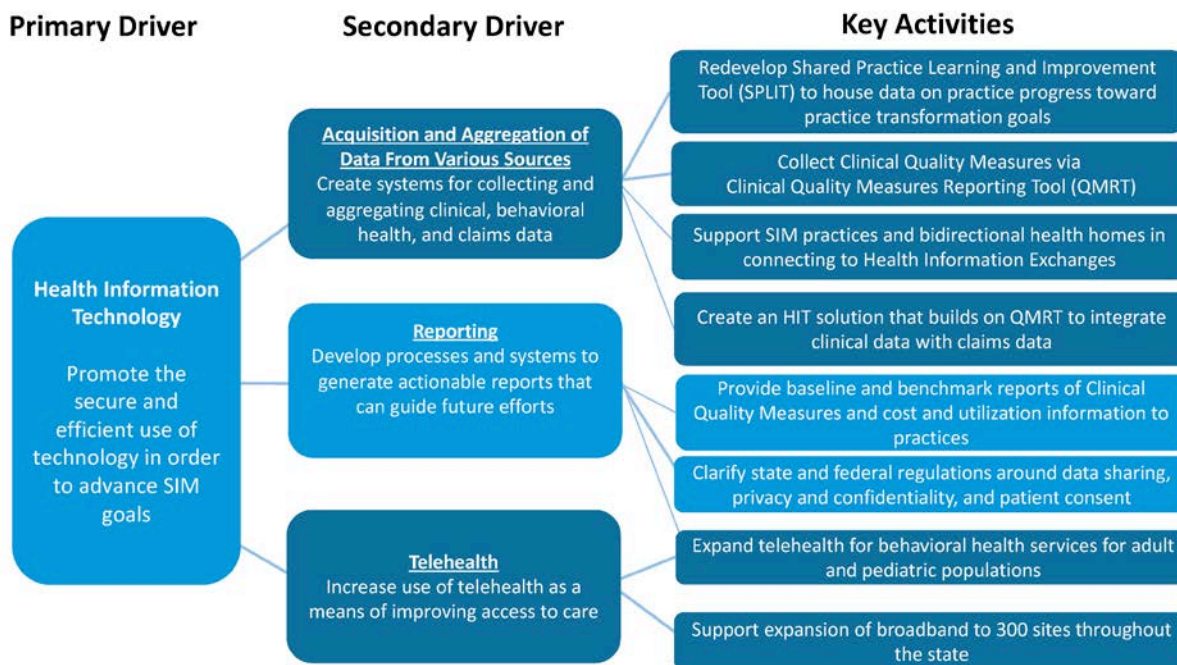 Primary Driver
Secondary Driver
Key Activities
Health Information
Technology
Promote the
secure and
efficient use of
technology in order
to advance SIM
goals
Acquisition and Aggregation of
Data From Various Sources
Create systems for collecting and
aggregating clinical, behavioral
health, and claims data
Reporting
Develop processes and systems to
generate actionable reports that
can guide future efforts
Telehealth
Increase use of telehealth as a
means of improving access to care
Redevelop Shared Practice Learning and Improvement
Tool (SPLIT) to house data on practice progress toward
practice transformation goals
Collect Clinical Quality Measures via
Clinical Quality Measures Reporting Tool (QMRT)
Support SIM practices and bidirectional health homes in
connecting to Health Information Exchanges
Create an HIT solution that builds on QMRT to integrate
clinical data with claims data
Provide baseline and benchmark reports of Clinical
Quality Measures and cost and utilization information to
practices
Clarify state and federal regulations around data sharing,
privacy and confidentiality, and patient consent
Expand telehealth for behavioral health services for adult
and pediatric populations
Support expansion of broadband to 300 sites throughout
the state